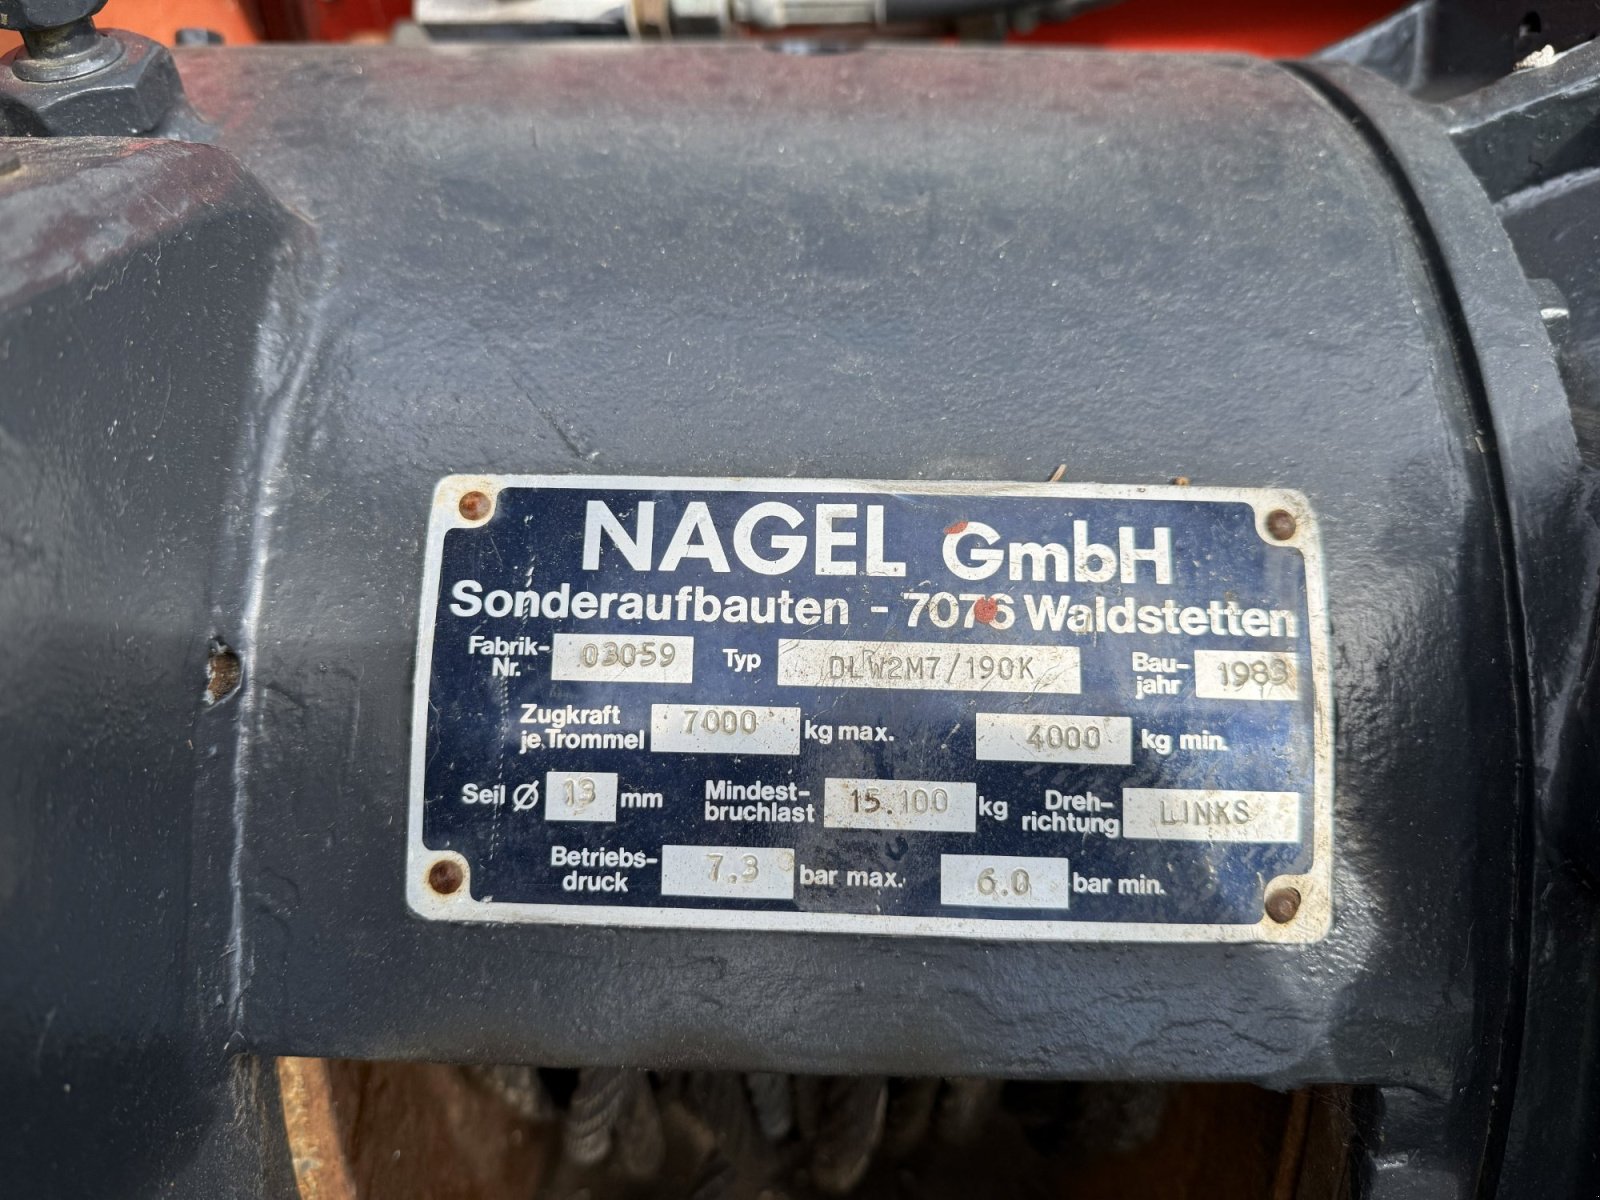 NAGEL GmbH
Sonderaufbauten - 7076 Waldstetten
Fabrik-Nr. 03059 Typ DLW2M7/190K Bau-jahr 1983
Zugkraft je Trommel 7000 kg max. 4000 kg min.
Seil Ø 13 mm Mindest-bruchlast 15.100 kg Dreh-richtung LINKS
Betriebs-druck 7.3 bar max. 6.0 bar min.